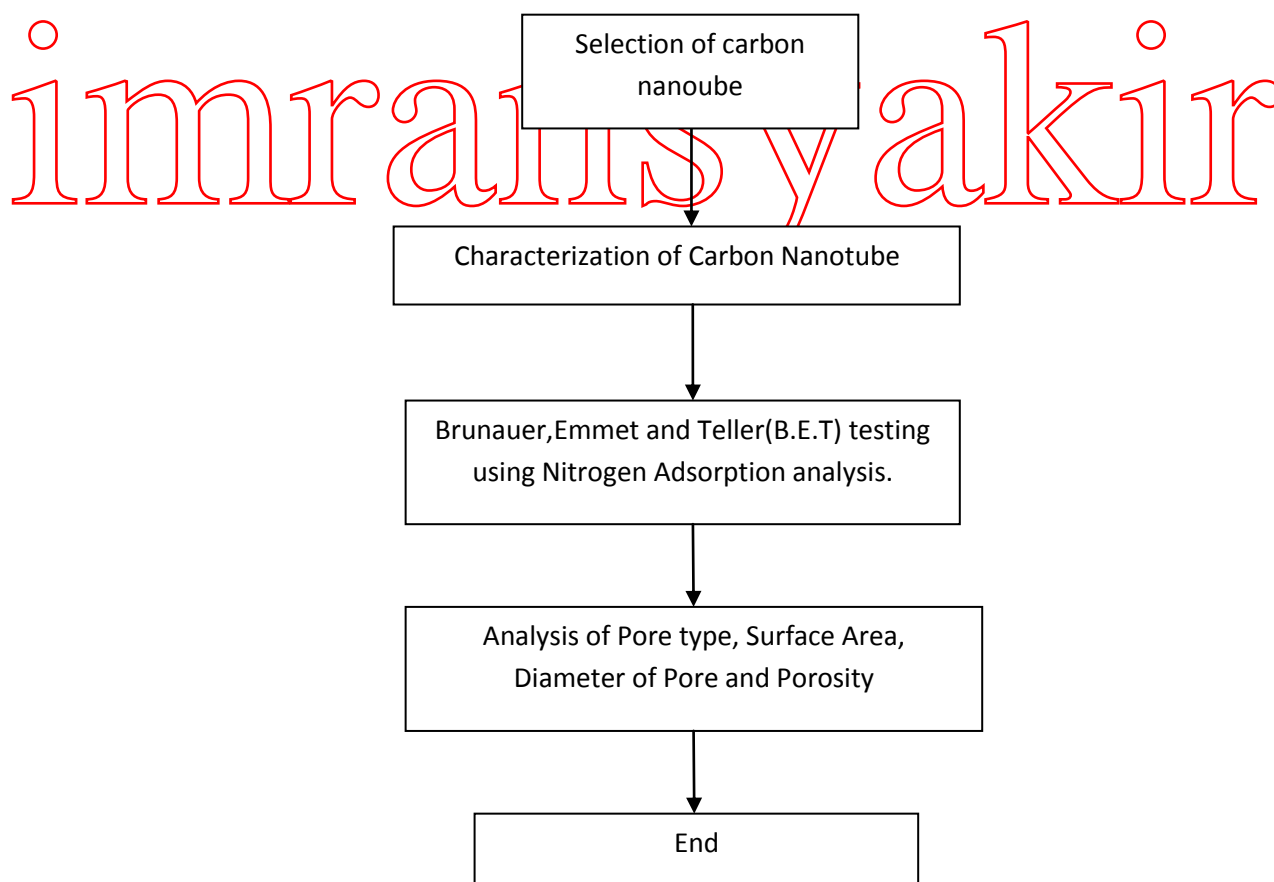 imransyakir
Selection of carbon
nanoube
Characterization of Carbon Nanotube
Brunauer,Emmet and Teller(B.E.T) testing
using Nitrogen Adsorption analysis.
Analysis of Pore type, Surface Area,
Diameter of Pore and Porosity
End